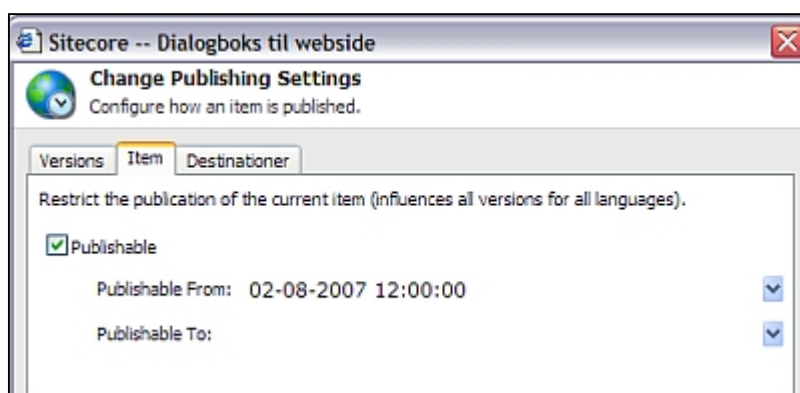 Sitecore -- Dialogboks til webside
Change Publishing Settings
Configure how an item is published.
Versions Item Destinationer
Restrict the publication of the current item (influences all versions for all languages).
Publishable
Publishable From: 02-08-2007 12:00:00
Publishable To: